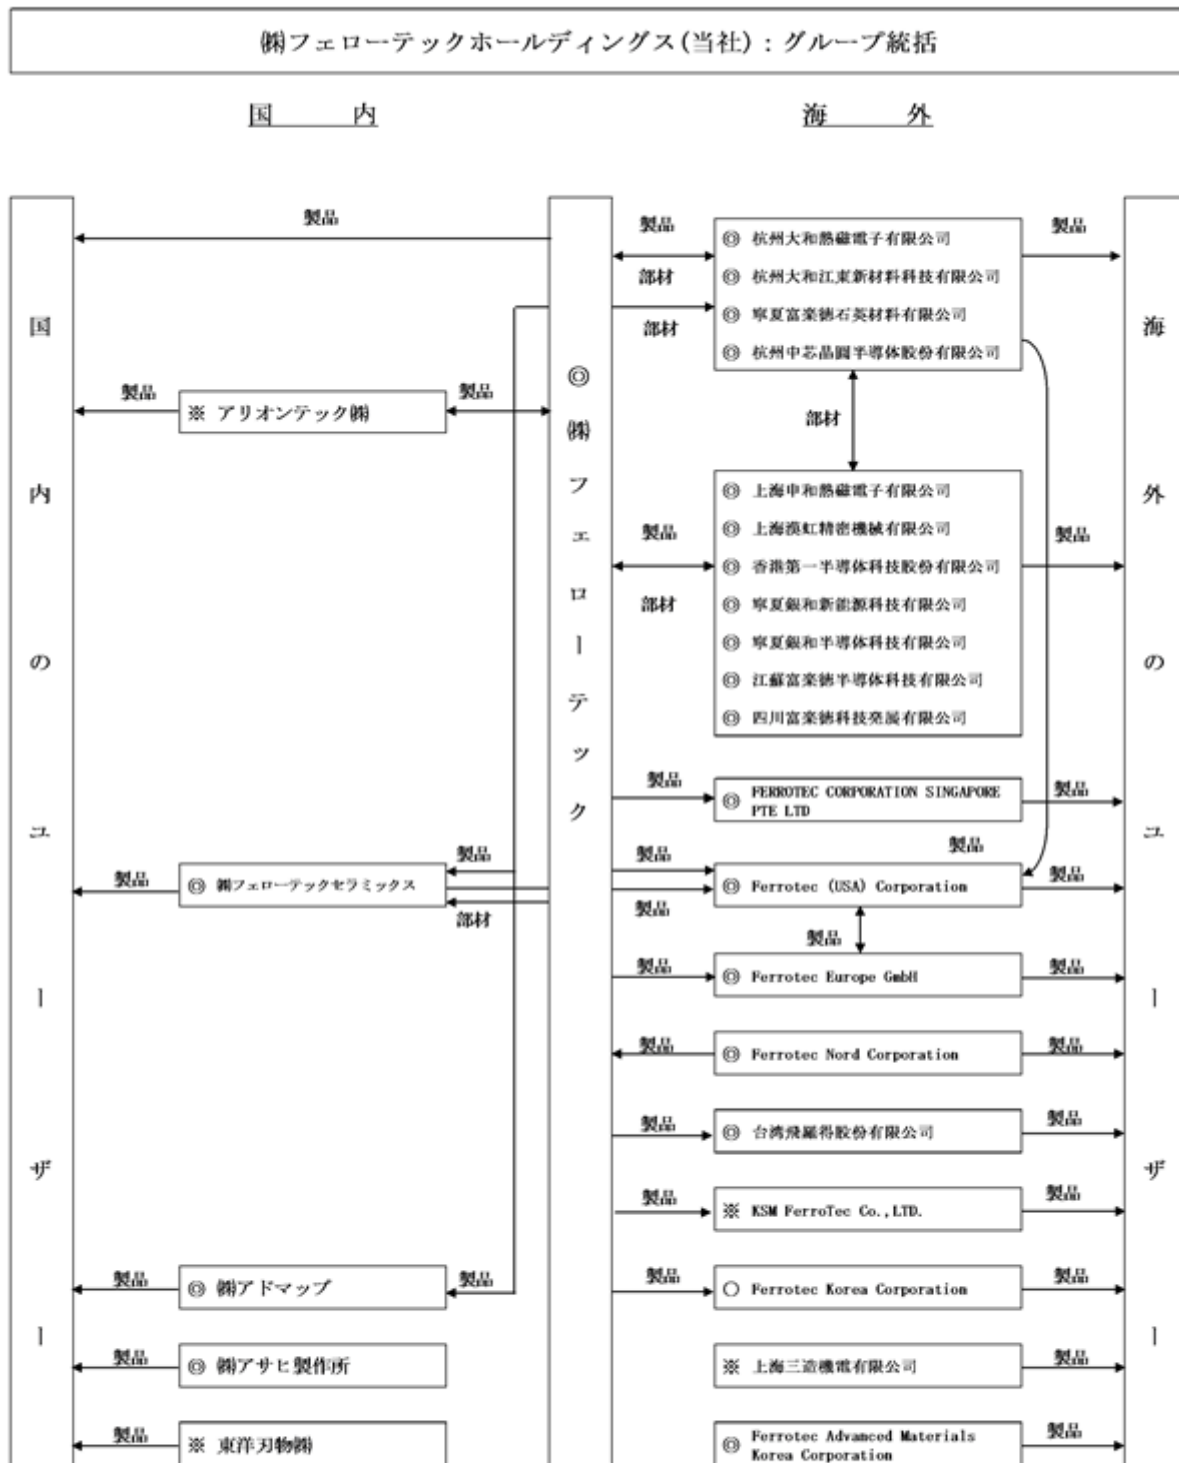 ㈱フェローテックホールディングス(当社)：グループ統括
国内
海外
国内のユーザー
製品
製品
※ アリオンテック㈱
製品
製品
◎ ㈱フェローテックセラミックス
製品
部材
製品
◎ ㈱アドマップ
製品
製品
◎ ㈱アサヒ製作所
製品
※ 東洋刃物㈱
◎㈱フェローテック
製品
部材
部材
◎ 杭州大和熱磁電子有限公司
◎ 杭州大和江東新材料科技有限公司
◎ 寧夏富楽徳石英材料有限公司
◎ 杭州中芯晶圓半導体股份有限公司
製品
部材
製品
部材
◎ 上海申和熱磁電子有限公司
◎ 上海漢虹精密機械有限公司
◎ 香港第一半導体科技股份有限公司
◎ 寧夏銀和新能源科技有限公司
◎ 寧夏銀和半導体科技有限公司
◎ 江蘇富楽徳半導体科技有限公司
◎ 四川富楽徳科技発展有限公司
製品
製品
◎ FERROTEC CORPORATION SINGAPORE
PTE LTD
製品
製品
製品
製品
◎ Ferrotec (USA) Corporation
製品
製品
製品
◎ Ferrotec Europe GmbH
製品
製品
◎ Ferrotec Nord Corporation
製品
製品
◎ 台湾飛羅得股份有限公司
製品
製品
※ KSM FerroTec Co.,LTD.
製品
製品
○ Ferrotec Korea Corporation
製品
※ 上海三造機電有限公司
製品
◎ Ferrotec Advanced Materials
Korea Corporation
製品
海外のユーザー